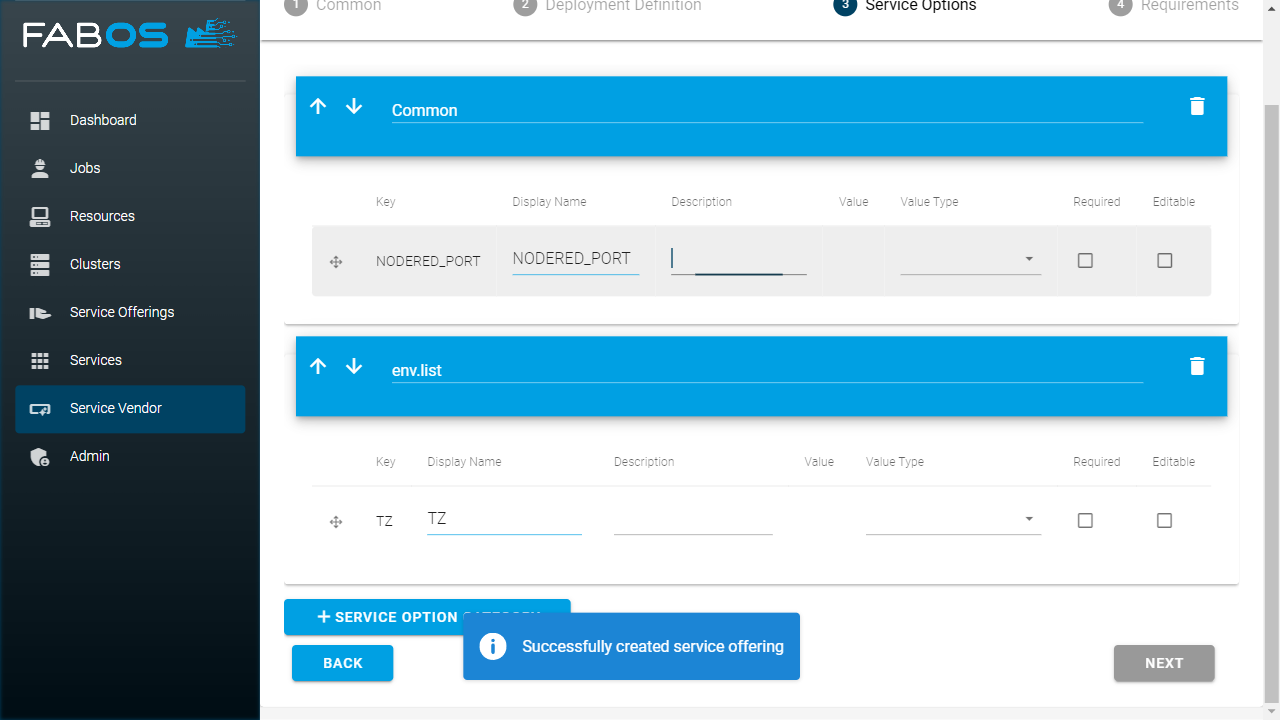 FABOS
Dashboard
Jobs
Resources
Clusters
Service Offerings
Services
Service Vendor
Admin
1 Common
2 Deployment Definition
3 Service Options
4 Requirements
Common
Key Display Name Description Value Value Type Required Editable
NODERED_PORT NODERED_PORT
env.list
Key Display Name Description Value Value Type Required Editable
TZ TZ
+ SERVICE OPTION
Successfully created service offering
BACK
NEXT